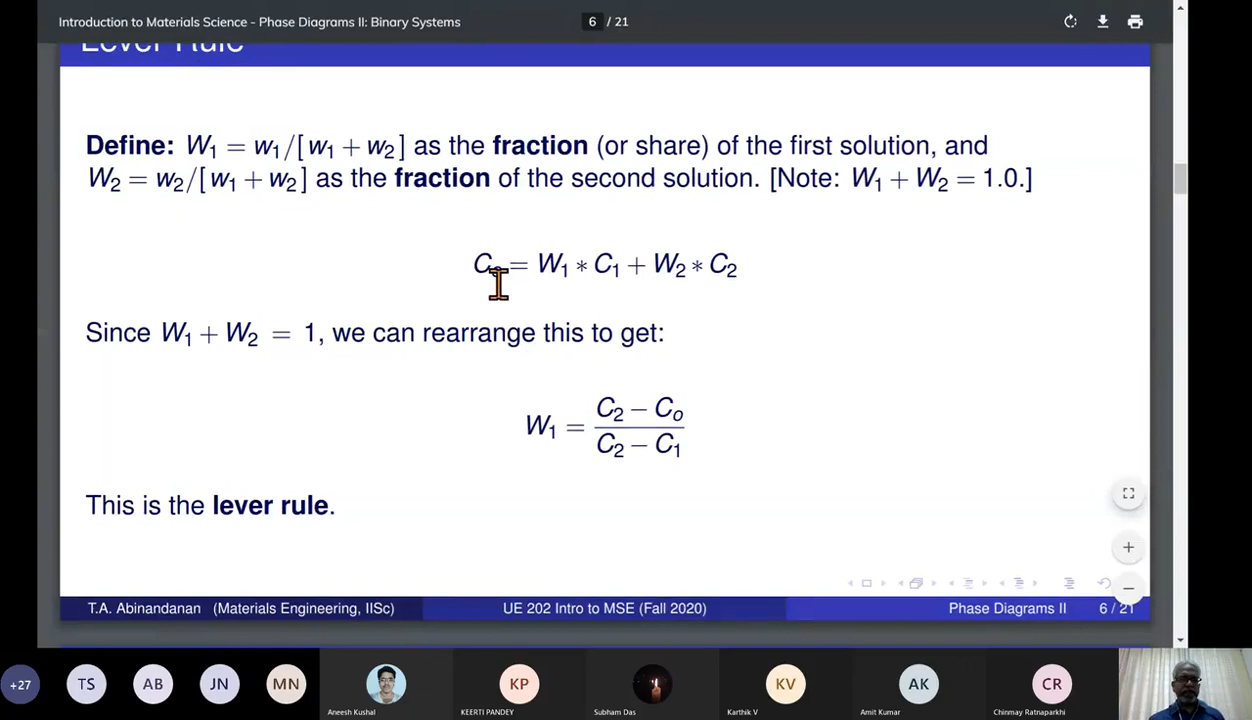 Introduction to Materials Science - Phase Diagrams II: Binary Systems
6 / 21
Lever Rule
Define: W₁ = w₁/[w₁ + w₂] as the fraction (or share) of the first solution, and
W₂ = w₂/[w₁ + w₂] as the fraction of the second solution. [Note: W₁ + W₂ = 1.0.]
C = W₁ ∗ C₁ + W₂ ∗ C₂
Since W₁ + W₂ = 1, we can rearrange this to get:
W₁ = (C₂ − Cₒ) / (C₂ − C₁)
This is the lever rule.
T.A. Abinandanan (Materials Engineering, IISc) UE 202 Intro to MSE (Fall 2020) Phase Diagrams II 6 / 21
+27 TS AB JN MN KP KV AK CR
Aneesh Kushal KEERTI PANDEY Subham Das Karthik V Amit Kumar Chinmay Ratnaparkhi